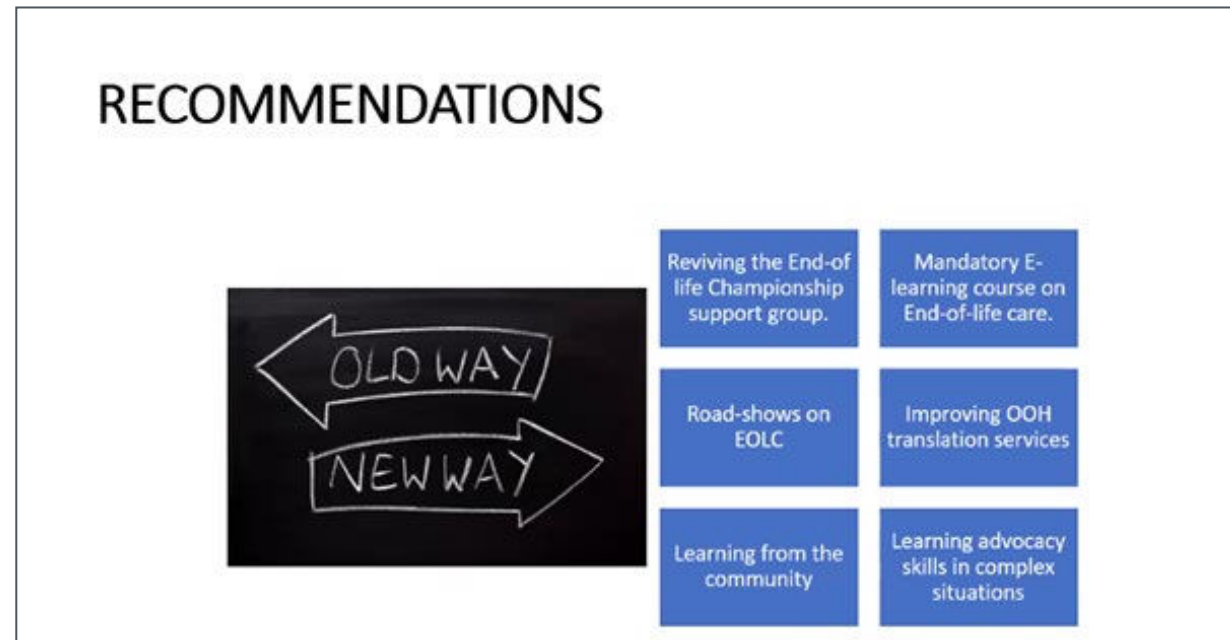 RECOMMENDATIONS
OLD WAY
NEW WAY
Reviving the End-of
life Championship
support group.
Mandatory E-
learning course on
End-of-life care.
Road-shows on
EOLC
Improving OOH
translation services
Learning from the
community
Learning advocacy
skills in complex
situations